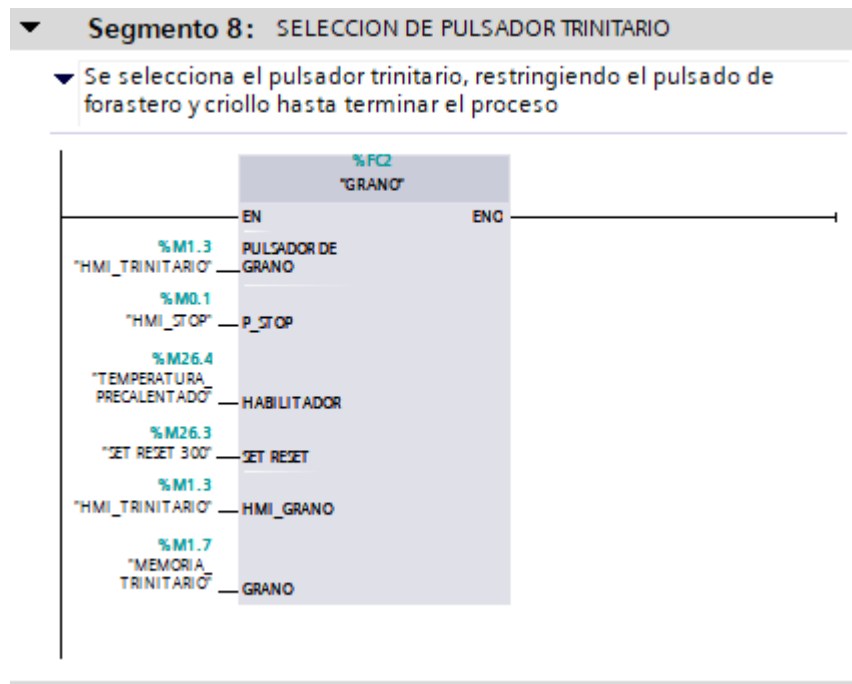 Segmento 8: SELECCION DE PULSADOR TRINITARIO
Se selecciona el pulsador trinitario, restringiendo el pulsado de
forastero y criollo hasta terminar el proceso
%FC2
"GRANO"
EN ENO
%M1.3
"HMI_TRINITARIO"
PULSADOR DE
GRANO
%M0.1
"HMI_STOP"
P_STOP
%M26.4
"TEMPERATURA_
PRECALENTADO"
HABILITADOR
%M26.3
"SET RESET 300"
SET RESET
%M1.3
"HMI_TRINITARIO"
HMI_GRANO
%M1.7
"MEMORIA_
TRINITARIO"
GRANO